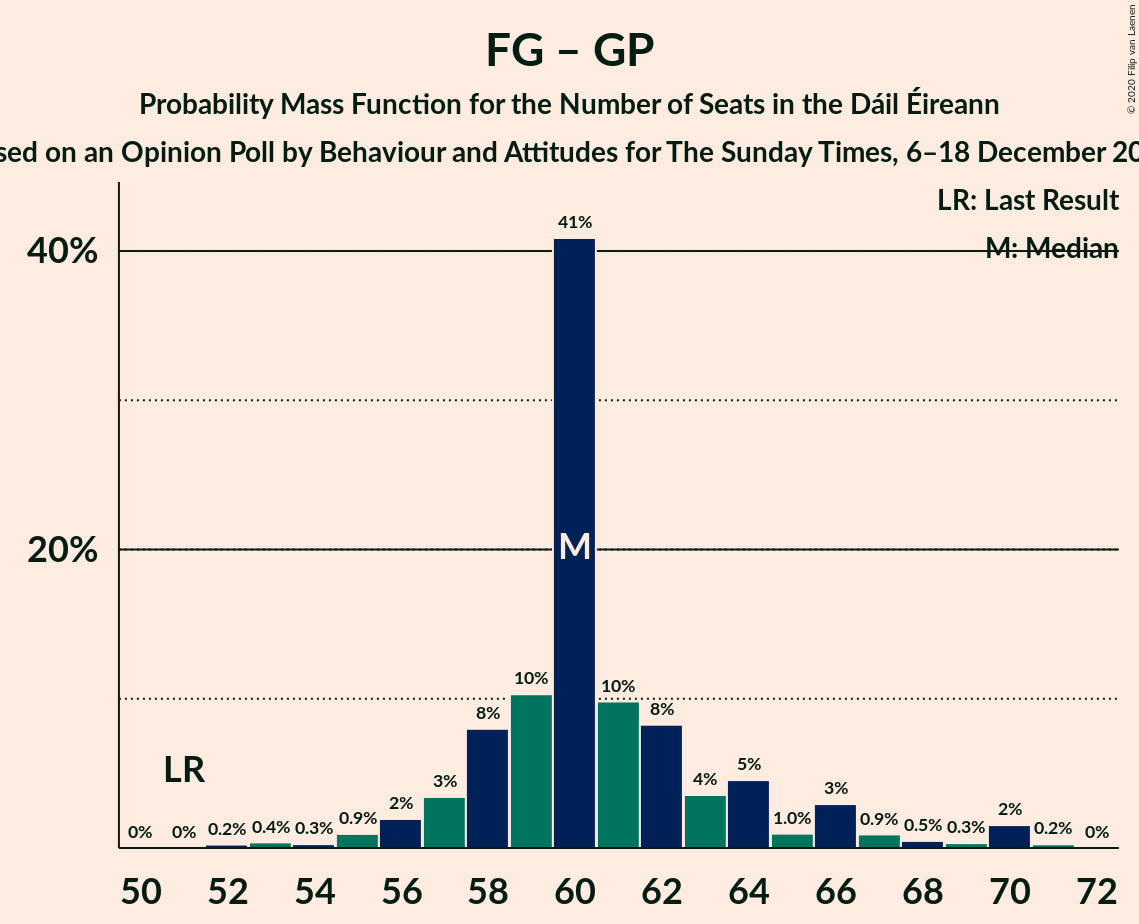 FG – GP
Probability Mass Function for the Number of Seats in the Dáil Éireann
on an Opinion Poll by Behaviour and Attitudes for The Sunday Times, 6–18 December
© 2020 Filip van Laenen
LR: Last Result
M: Median
40%
20%
41%
M
LR
0%
0%
0.2%
0.4%
0.3%
0.9%
2%
3%
8%
10%
10%
8%
4%
5%
1.0%
3%
0.9%
0.5%
0.3%
2%
0.2%
0%
50 52 54 56 58 60 62 64 66 68 70 72